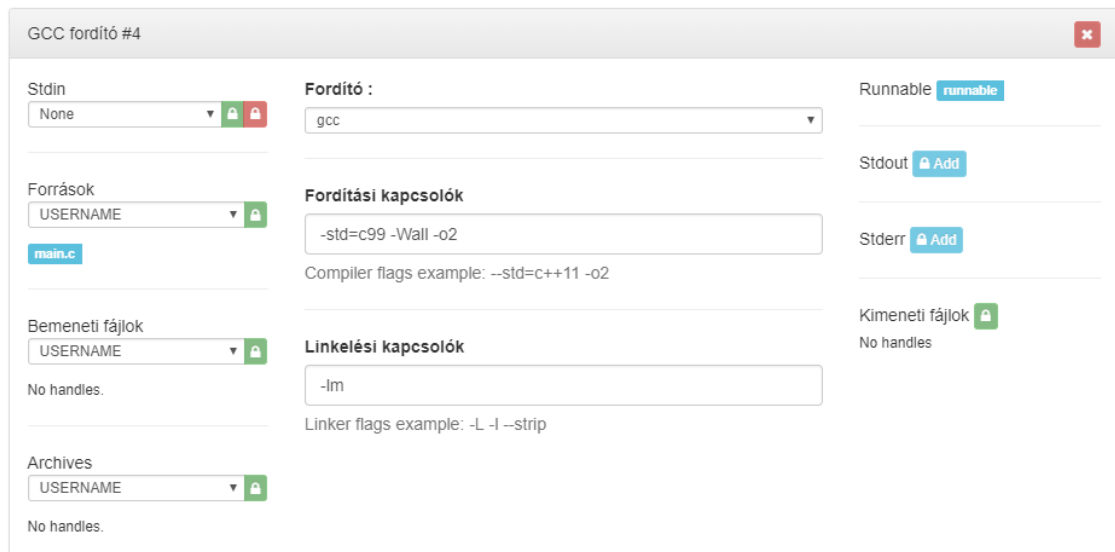 GCC fordító #4
Stdin
None
Források
USERNAME
main.c
Bemeneti fájlok
USERNAME
No handles.
Archives
USERNAME
No handles.
Fordító :
gcc
Fordítási kapcsolók
-std=c99 -Wall -o2
Compiler flags example: --std=c++11 -o2
Linkelési kapcsolók
-lm
Linker flags example: -L -l --strip
Runnable runnable
Stdout Add
Stderr Add
Kimeneti fájlok
No handles